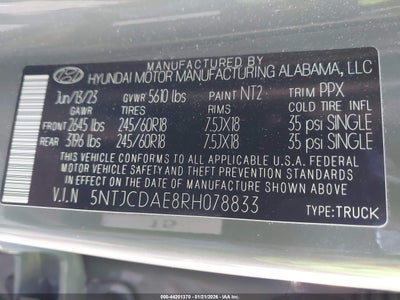 MANUFACTURED BY
HYUNDAI MOTOR MANUFACTURING ALABAMA, LLC
Jun/13/23 GVWR 5610 lbs PAINT NT2 TRIM PPX
GAWR TIRES RIMS COLD TIRE INFL
FRONT 2845 lbs 245/60R18 7.5JX18 35 psi SINGLE
REAR 3196 lbs 245/60R18 7.5JX18 35 psi SINGLE
THIS VEHICLE CONFORMS TO ALL APPLICABLE U.S.A. FEDERAL
MOTOR VEHICLE SAFETY AND THEFT PREVENTION STANDARDS IN
EFFECT ON THE DATE OF MANUFACTURE SHOWN ABOVE.
V.I.N 5NTJCDAE8RH078833
TYPE:TRUCK
000-44201370 - 01/21/2026 - IAA